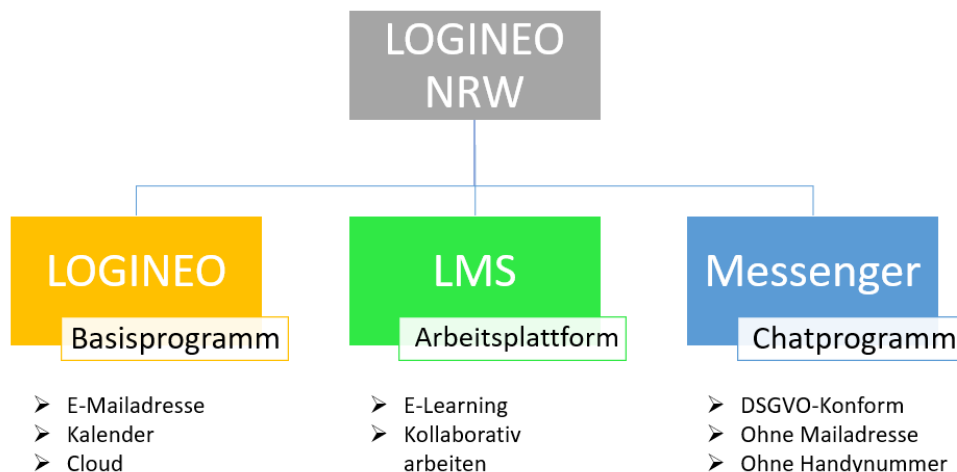 LOGINEO
NRW
LOGINEO
Basisprogramm
LMS
Arbeitsplattform
Messenger
Chatprogramm
➢ E-Mailadresse
➢ Kalender
➢ Cloud
➢ E-Learning
➢ Kollaborativ
arbeiten
➢ DSGVO-Konform
➢ Ohne Mailadresse
➢ Ohne Handynummer